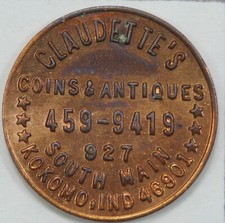 CLAUDETTE'S
COINS & ANTIQUES
459-9419
927
SOUTH MAIN
KOKOMO, IND 46901